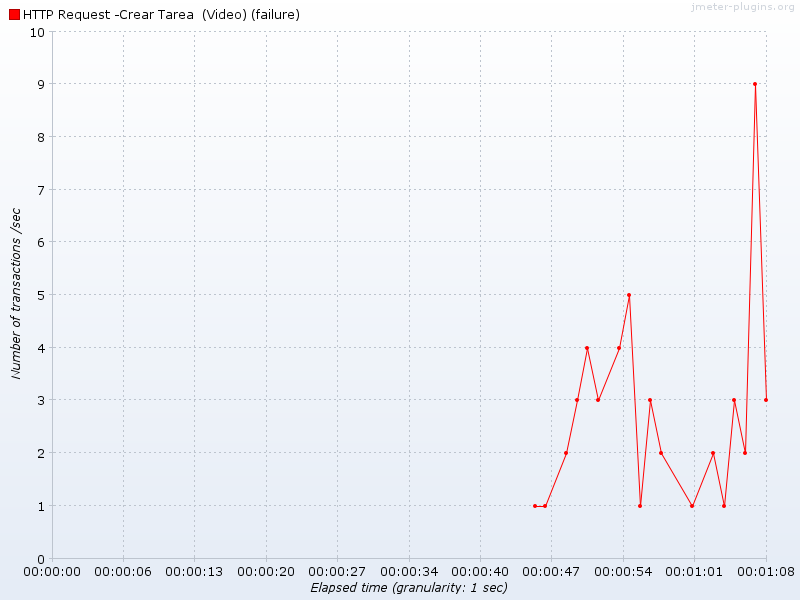 jmeter-plugins.org
HTTP Request -Crear Tarea  (Video) (failure)
10
9
8
7
6
5
4
3
2
1
0
Number of transactions /sec
00:00:00 00:00:06 00:00:13 00:00:20 00:00:27 00:00:34 00:00:40 00:00:47 00:00:54 00:01:01 00:01:08
Elapsed time (granularity: 1 sec)